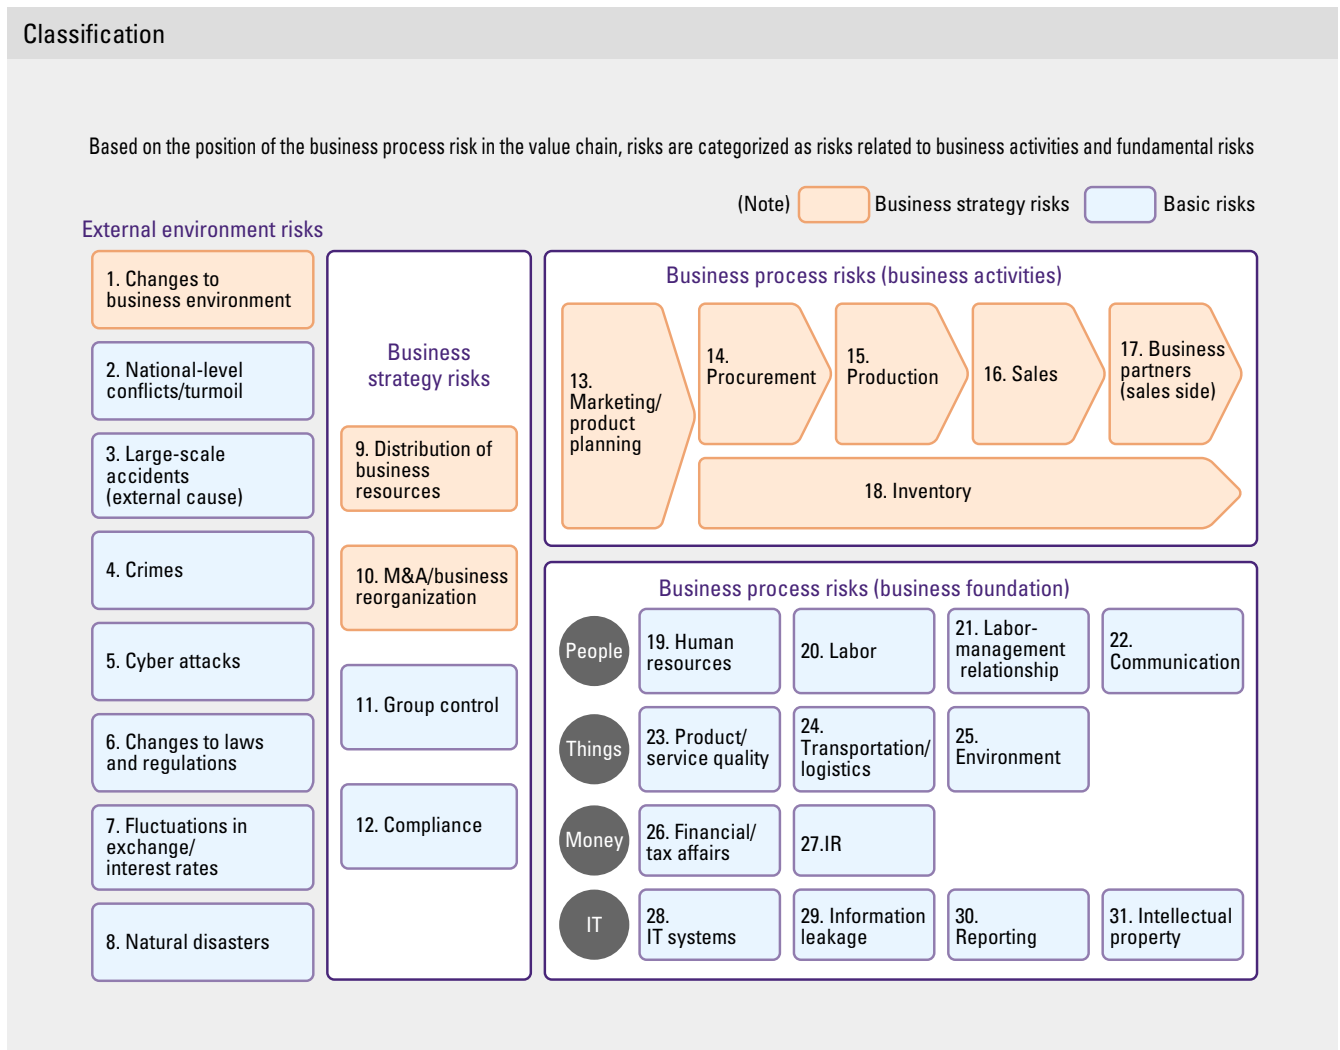 Classification
Based on the position of the business process risk in the value chain, risks are categorized as risks related to business activities and fundamental risks
(Note)
Business strategy risks
Basic risks
External environment risks
1. Changes to
business environment
2. National-level
conflicts/turmoil
3. Large-scale
accidents
(external cause)
4. Crimes
5. Cyber attacks
6. Changes to laws
and regulations
7. Fluctuations in
exchange/
interest rates
8. Natural disasters
Business
strategy risks
9. Distribution of
business
resources
10. M&A/business
reorganization
11. Group control
12. Compliance
Business process risks (business activities)
13.
Marketing/
product
planning
14.
Procurement
15.
Production
16. Sales
17. Business
partners
(sales side)
18. Inventory
Business process risks (business foundation)
People
19. Human
resources
20. Labor
21. Labor-
management
relationship
22.
Communication
Things
23. Product/
service quality
24.
Transportation/
logistics
25.
Environment
Money
26. Financial/
tax affairs
27.IR
IT
28.
IT systems
29. Information
leakage
30.
Reporting
31. Intellectual
property